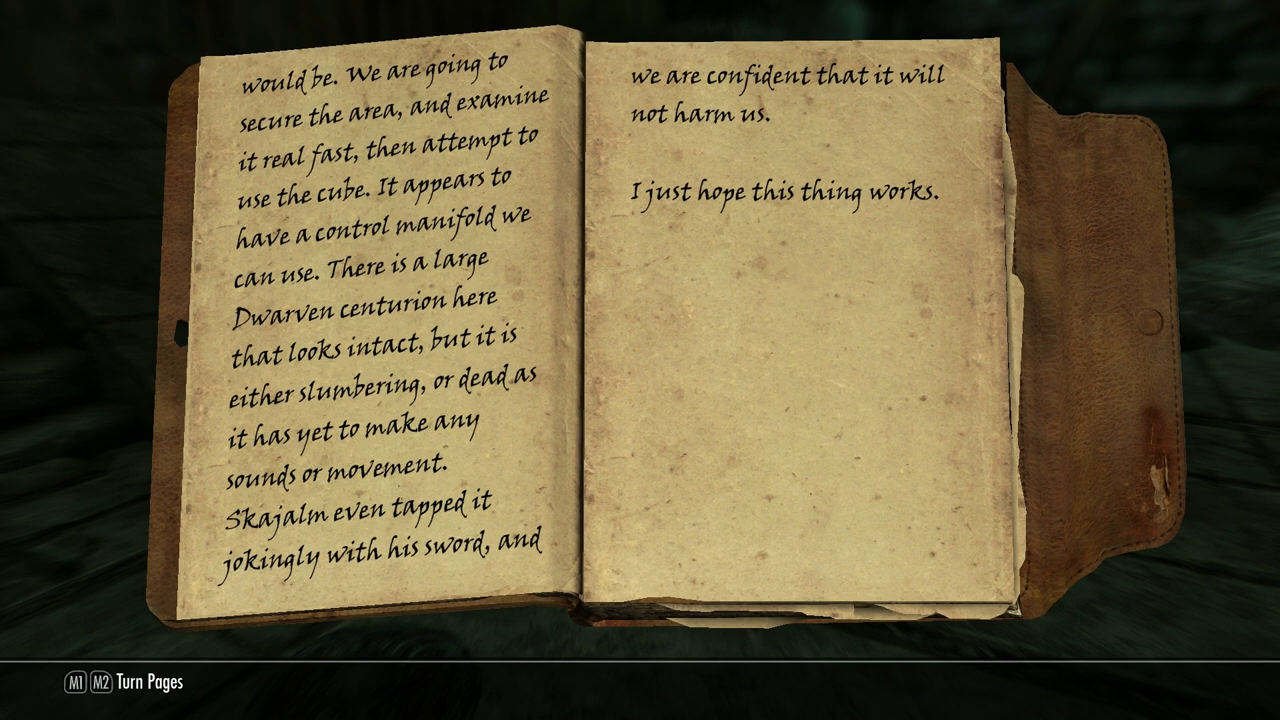 would be. We are going to
secure the area, and examine
it real fast, then attempt to
use the cube. It appears to
have a control manifold we
can use. There is a large
Dwarven centurion here
that looks intact, but it is
either slumbering, or dead as
it has yet to make any
sounds or movement.
Skajalm even tapped it
jokingly with his sword, and
we are confident that it will
not harm us.
I just hope this thing works.
M1 M2 Turn Pages